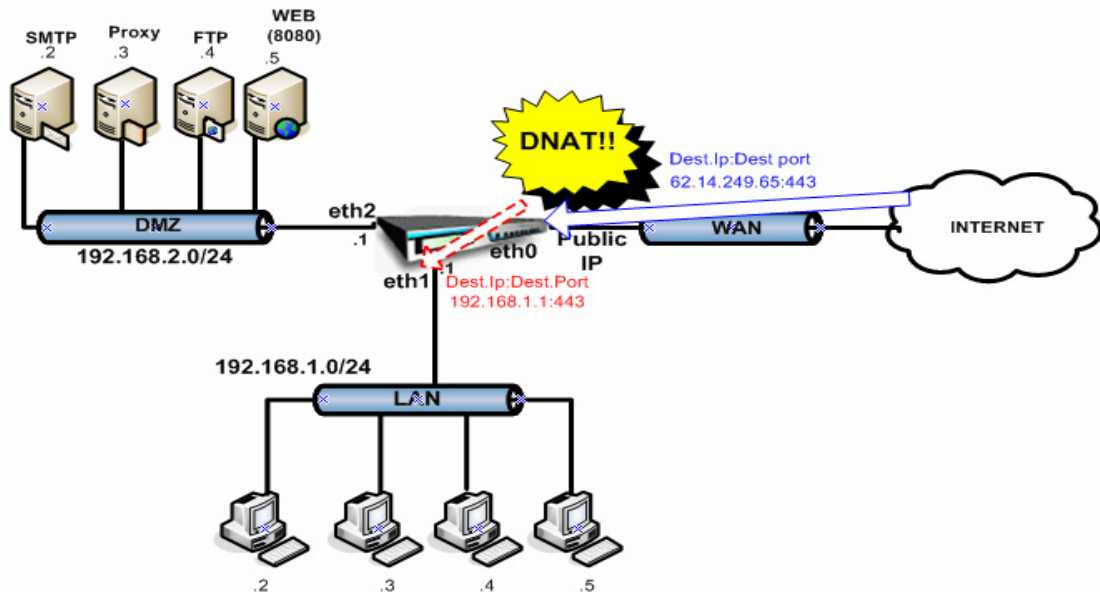 WEB
(8080)
SMTP
Proxy
FTP
.2
.3
.4
.5
DNAT!!
Dest.Ip:Dest port
62.14.249.65:443
eth2
.1
DMZ
192.168.2.0/24
eth0
Public
IP
WAN
INTERNET
eth1
.1
Dest.Ip:Dest.Port
192.168.1.1:443
192.168.1.0/24
LAN
.2
.3
.4
.5